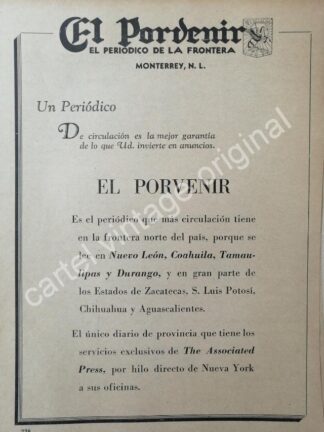 El Porvenir
EL PERIÓDICO DE LA FRONTERA
MONTERREY, N. L.
Un Periódico
De circulación es la mejor garantía
de lo que Ud. invierte en anuncios.
EL PORVENIR
Es el periódico que más circulación tiene
en la frontera norte del país, porque se
lee en Nuevo León, Coahuila, Tamau-
lipas y Durango, y en gran parte de
los Estados de Zacatecas, S. Luis Potosí,
Chihuahua y Aguascalientes.
El único diario de provincia que tiene los
servicios exclusivos de The Associated
Press, por hilo directo de Nueva York
a sus oficinas.
cartel vintage original